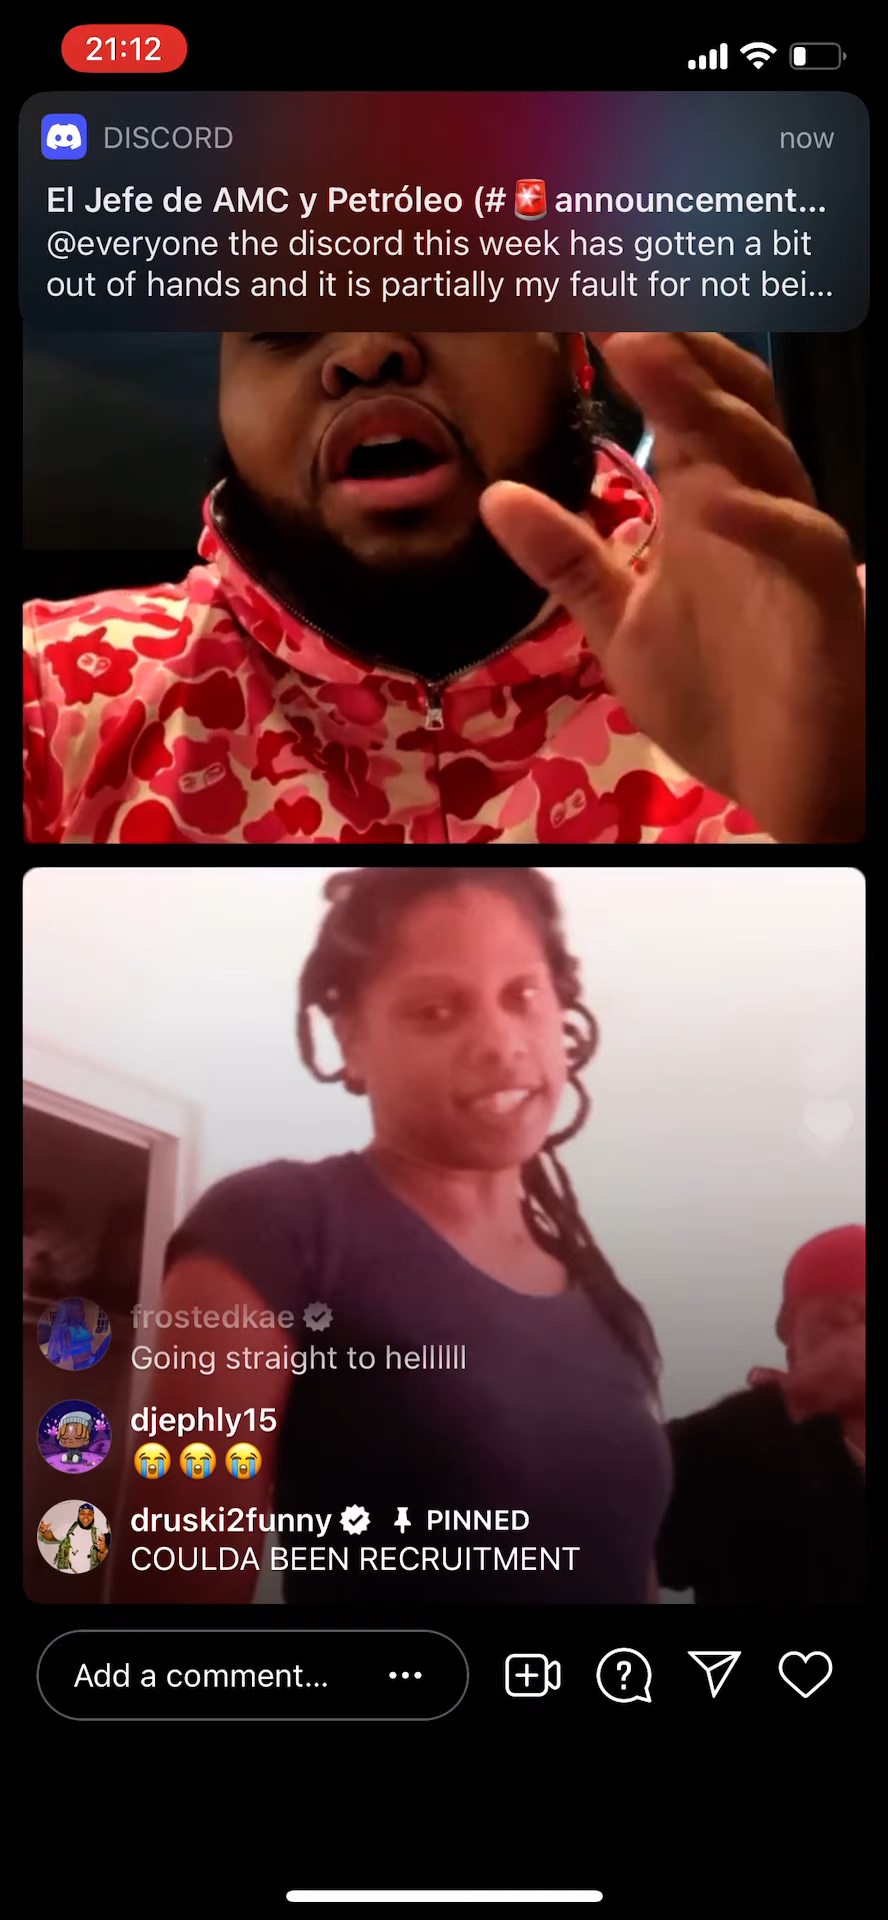 21:12
DISCORD
now
El Jefe de AMC y Petróleo (#🚨announcement...
@everyone the discord this week has gotten a bit
out of hands and it is partially my fault for not bei...
frostedkae
Going straight to hellllll
djephly15
😭😭😭
druski2funny PINNED
COULDA BEEN RECRUITMENT
Add a comment...